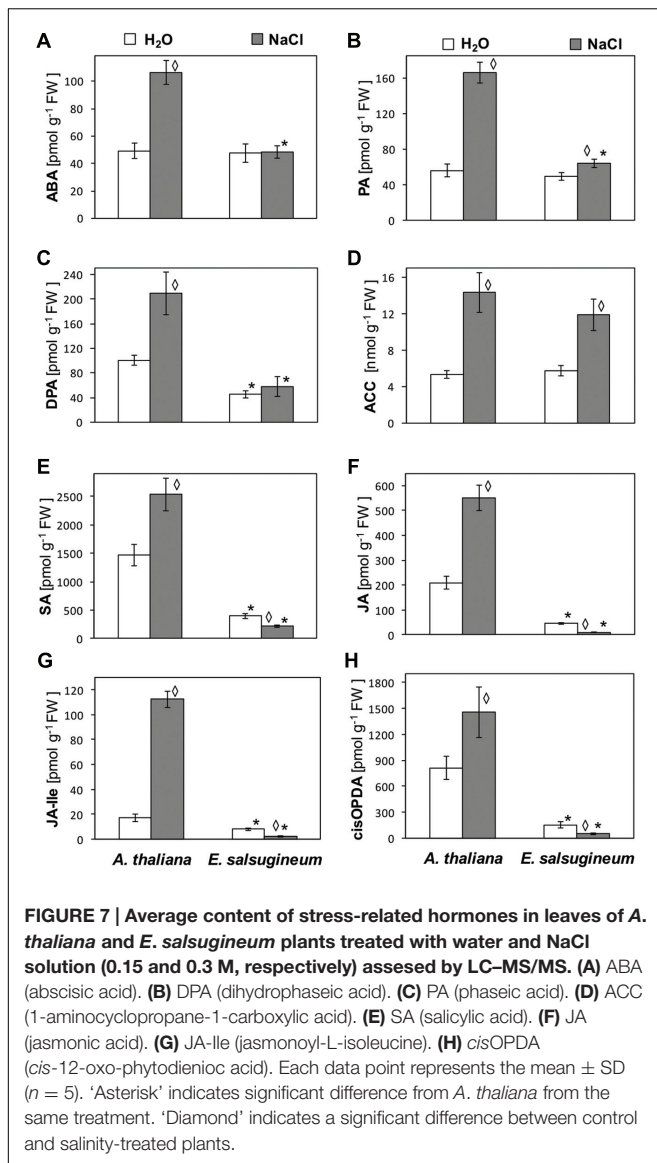 A
H₂O
NaCl
ABA [pmol g⁻¹ FW]
100
80
60
40
20
0
◊
*
B
H₂O
NaCl
PA [pmol g⁻¹ FW]
160
120
80
40
0
◊
◊ *
C
DPA [pmol g⁻¹ FW]
240
200
160
120
80
40
0
◊
*
*
D
ACC [nmol g⁻¹ FW]
16
12
8
4
0
◊
◊
E
SA [pmol g⁻¹ FW]
2500
2000
1500
1000
500
0
◊
*
◊ *
F
JA [pmol g⁻¹ FW]
600
500
400
300
200
100
0
◊
*
◊ *
G
JA-Ile [pmol g⁻¹ FW]
120
100
80
60
40
20
0
◊
*
◊ *
A. thaliana
E. salsugineum
H
cisOPDA [pmol g⁻¹ FW]
1800
1500
1200
900
600
300
0
◊
*
◊ *
A. thaliana
E. salsugineum
FIGURE 7 | Average content of stress-related hormones in leaves of A.
thaliana and E. salsugineum plants treated with water and NaCl
solution (0.15 and 0.3 M, respectively) assesed by LC–MS/MS. (A) ABA
(abscisic acid). (B) DPA (dihydrophaseic acid). (C) PA (phaseic acid). (D) ACC
(1-aminocyclopropane-1-carboxylic acid). (E) SA (salicylic acid). (F) JA
(jasmonic acid). (G) JA-Ile (jasmonoyl-L-isoleucine). (H) cisOPDA
(cis-12-oxo-phytodienioc acid). Each data point represents the mean ± SD
(n = 5). ‘Asterisk’ indicates significant difference from A. thaliana from the
same treatment. ‘Diamond’ indicates a significant difference between control
and salinity-treated plants.